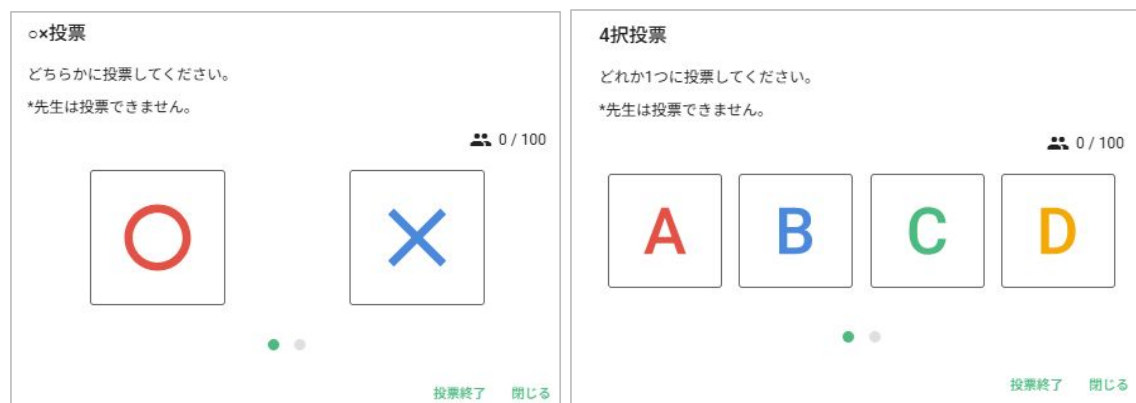 ○×投票
どちらかに投票してください。
*先生は投票できません。
0 / 100
投票終了 閉じる
4択投票
どれか1つに投票してください。
*先生は投票できません。
0 / 100
A B C D
投票終了 閉じる